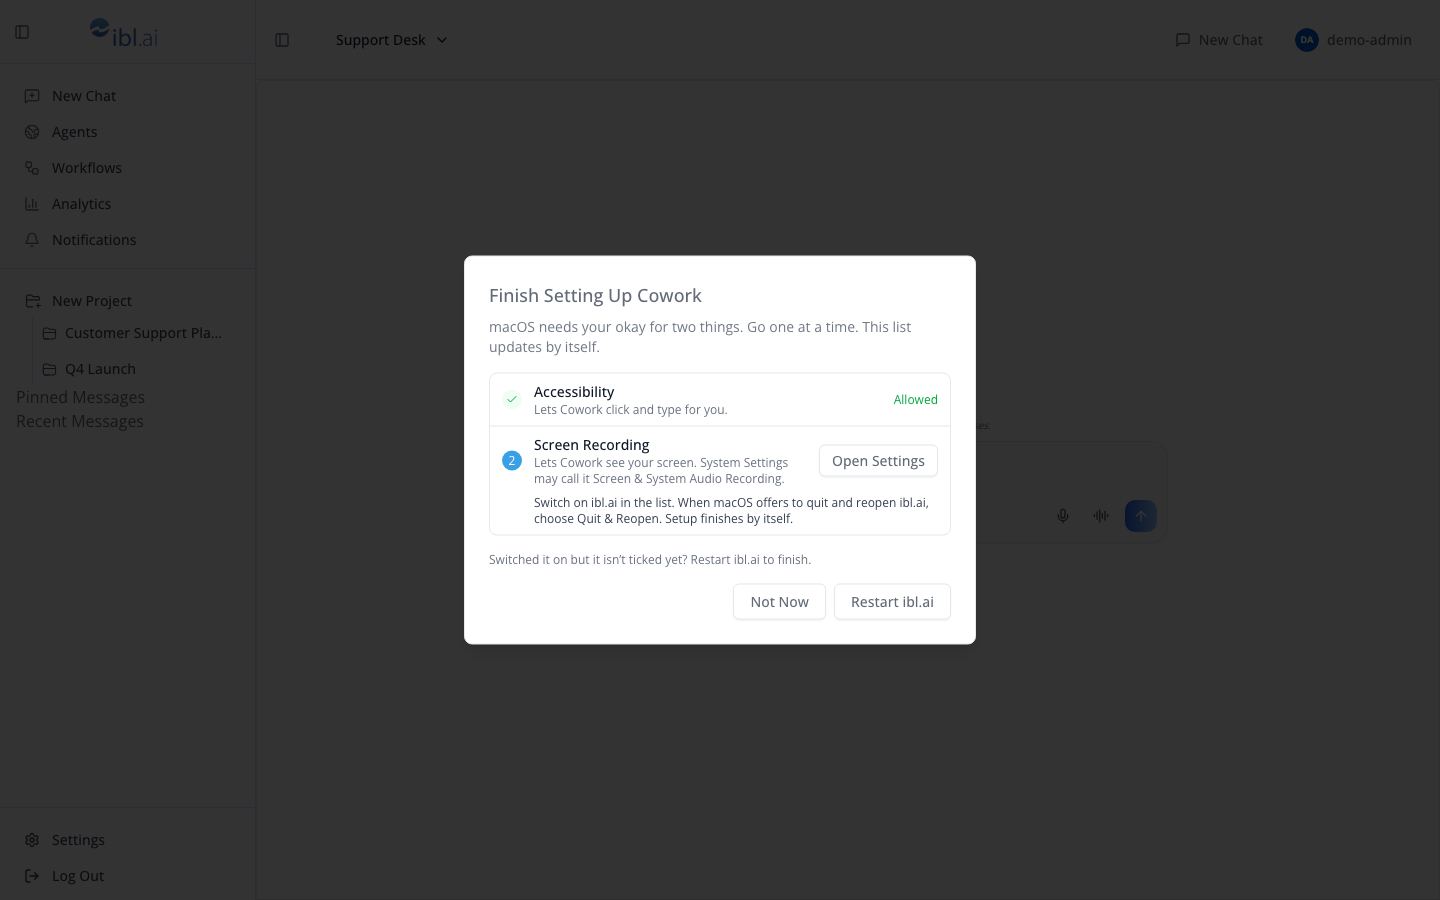 ibl.ai
Support Desk
New Chat
DA
demo-admin
New Chat
Agents
Workflows
Analytics
Notifications
New Project
Customer Support Pla...
Q4 Launch
Pinned Messages
Recent Messages
Finish Setting Up Cowork
macOS needs your okay for two things. Go one at a time. This list
updates by itself.
Accessibility
Lets Cowork click and type for you.
Allowed
2
Screen Recording
Lets Cowork see your screen. System Settings
may call it Screen & System Audio Recording.
Open Settings
Switch on ibl.ai in the list. When macOS offers to quit and reopen ibl.ai,
choose Quit & Reopen. Setup finishes by itself.
Switched it on but it isn’t ticked yet? Restart ibl.ai to finish.
Not Now
Restart ibl.ai
Settings
Log Out